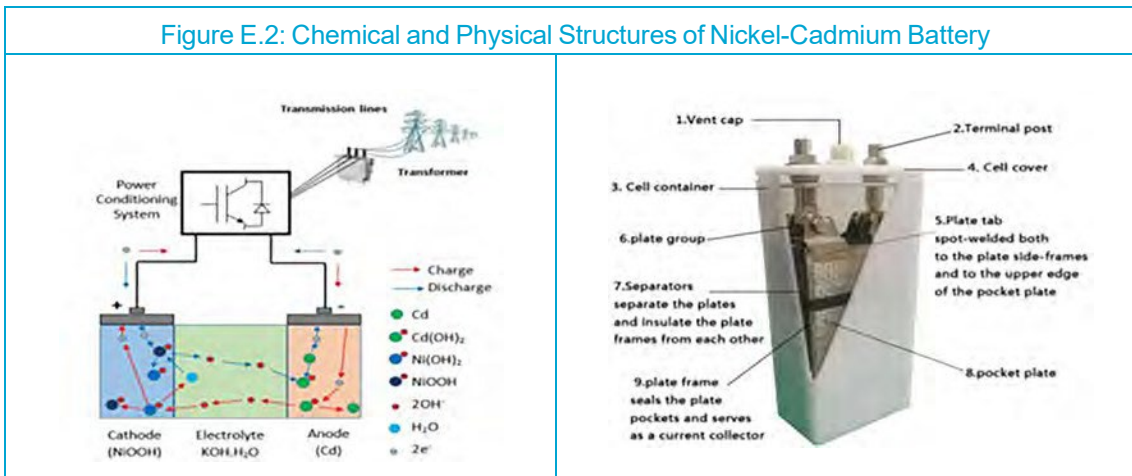 Figure E.2: Chemical and Physical Structures of Nickel-Cadmium Battery
Transmission lines
Transformer
Power
Conditioning
System
e
e
Charge
Discharge
+
-
Cd
Cd(OH)₂
Ni(OH)₂
NiOOH
2OH⁻
H₂O
2e⁻
Cathode
(NiOOH)
Electrolyte
KOH.H₂O
Anode
(Cd)
1.Vent cap
2.Terminal post
3. Cell container
4. Cell cover
5.Plate tab
spot-welded both
to the plate side-frames
and to the upper edge
of the pocket plate
6.plate group
7.Separators
separate the plates
and insulate the plate
frames from each other
8.pocket plate
9.plate frame
seals the plate
pockets and serves
as a current collector